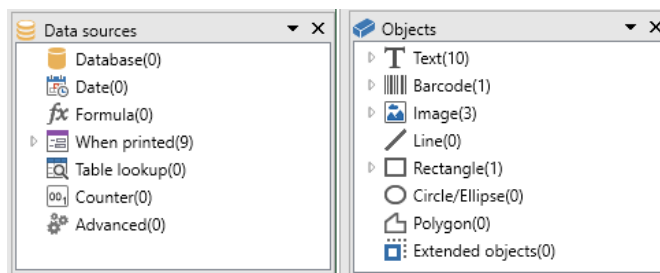 Data sources
Database(0)
Date(0)
Formula(0)
When printed(9)
Table lookup(0)
Counter(0)
Advanced(0)
Objects
Text(10)
Barcode(1)
Image(3)
Line(0)
Rectangle(1)
Circle/Ellipse(0)
Polygon(0)
Extended objects(0)